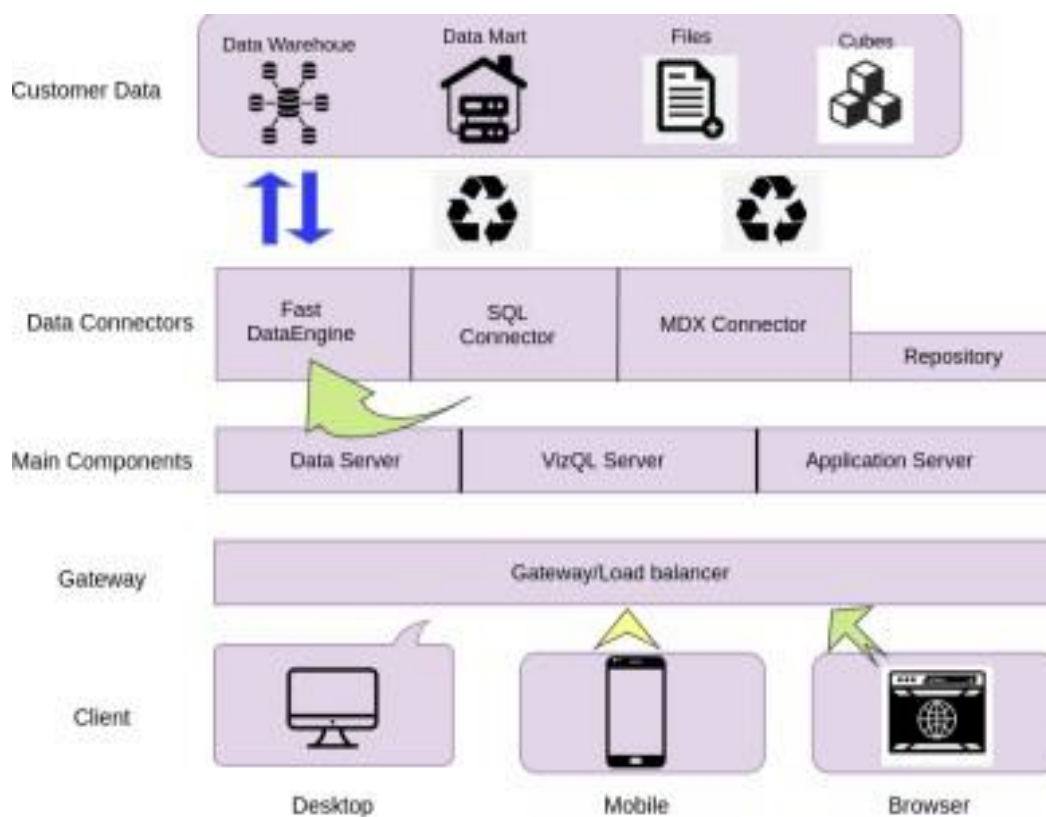 Data Warehoue
Data Mart
Files
Cubes
Customer Data
Data Connectors
Fast
DataEngine
SQL
Connector
MDX Connector
Repository
Main Components
Data Server
VizQL Server
Application Server
Gateway
Gateway/Load balancer
Client
Desktop
Mobile
Browser